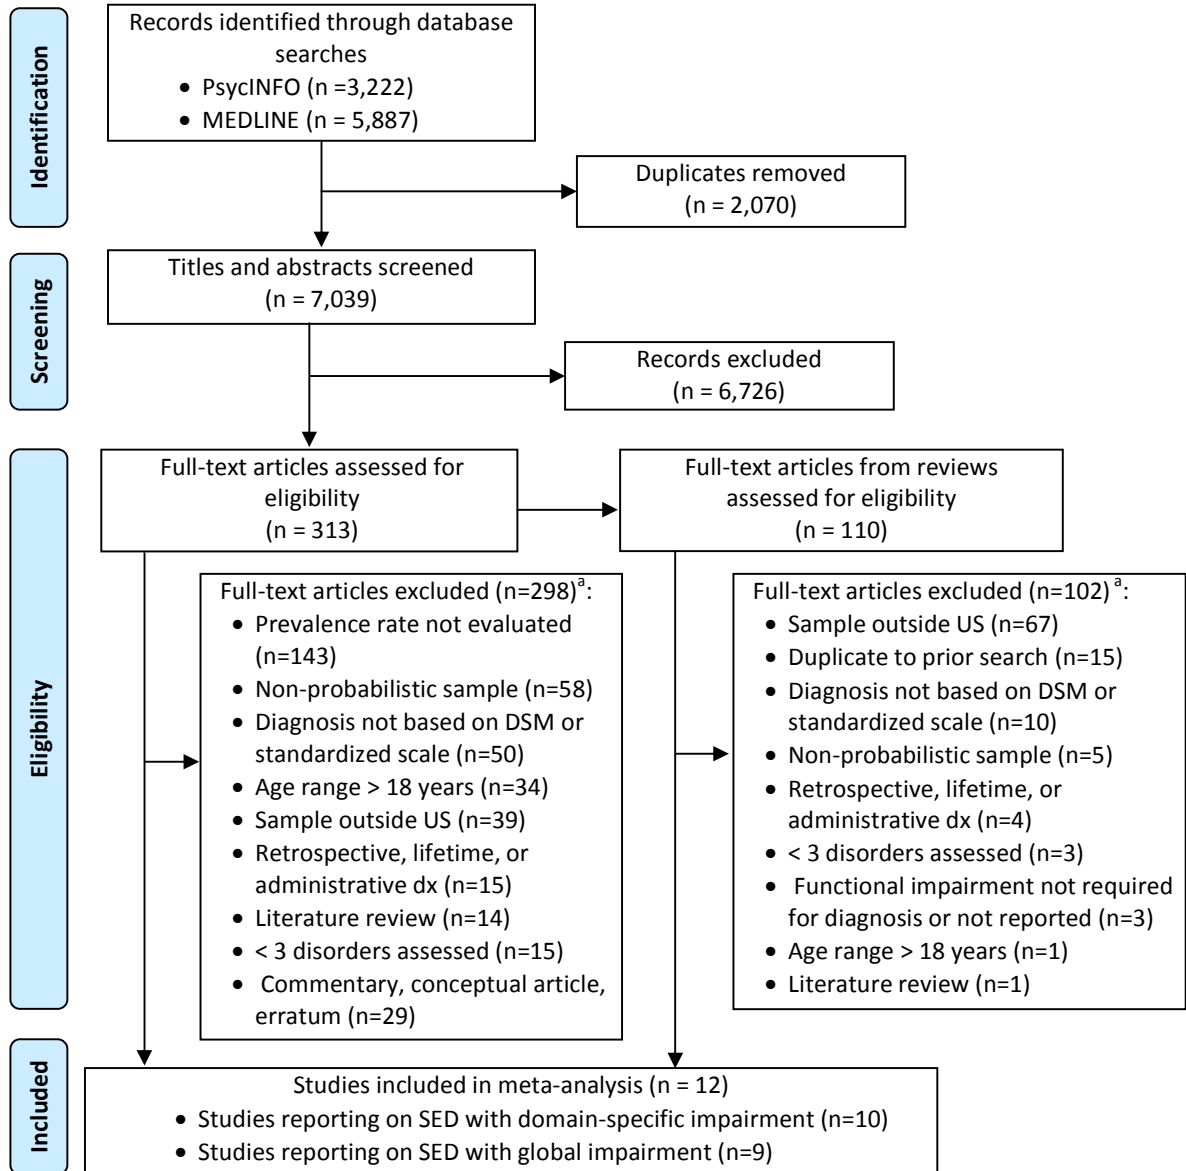 Identification
Records identified through database
searches
• PsycINFO (n =3,222)
• MEDLINE (n = 5,887)
Duplicates removed
(n = 2,070)
Screening
Titles and abstracts screened
(n = 7,039)
Records excluded
(n = 6,726)
Eligibility
Full-text articles assessed for
eligibility
(n = 313)
Full-text articles from reviews
assessed for eligibility
(n = 110)
Full-text articles excluded (n=298)a:
• Prevalence rate not evaluated
(n=143)
• Non-probabilistic sample (n=58)
• Diagnosis not based on DSM or
standardized scale (n=50)
• Age range > 18 years (n=34)
• Sample outside US (n=39)
• Retrospective, lifetime, or
administrative dx (n=15)
• Literature review (n=14)
• < 3 disorders assessed (n=15)
• Commentary, conceptual article,
erratum (n=29)
Full-text articles excluded (n=102) a:
• Sample outside US (n=67)
• Duplicate to prior search (n=15)
• Diagnosis not based on DSM or
standardized scale (n=10)
• Non-probabilistic sample (n=5)
• Retrospective, lifetime, or
administrative dx (n=4)
• < 3 disorders assessed (n=3)
• Functional impairment not required
for diagnosis or not reported (n=3)
• Age range > 18 years (n=1)
• Literature review (n=1)
Included
Studies included in meta-analysis (n = 12)
• Studies reporting on SED with domain-specific impairment (n=10)
• Studies reporting on SED with global impairment (n=9)